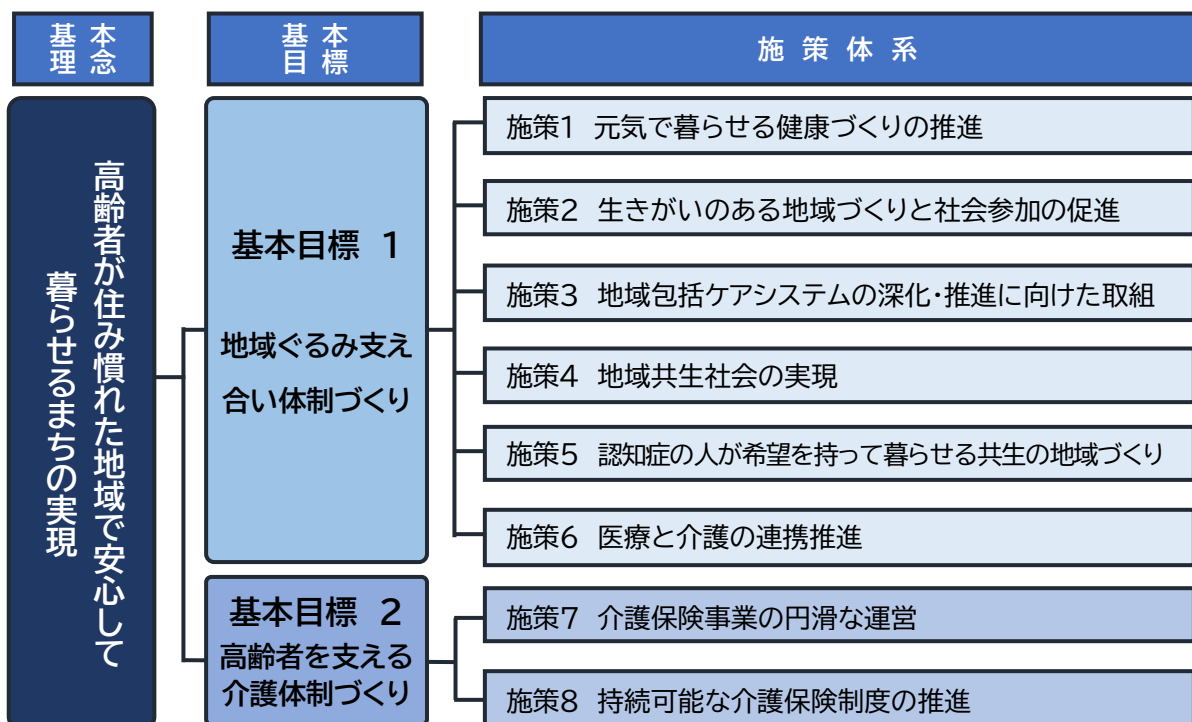 基本
理念
基本
目標
施策体系
高齢者が住み慣れた地域で安心して
暮らせるまちの実現
基本目標 1
地域ぐるみ支え
合い体制づくり
施策1 元気で暮らせる健康づくりの推進
施策2 生きがいのある地域づくりと社会参加の促進
施策3 地域包括ケアシステムの深化・推進に向けた取組
施策4 地域共生社会の実現
施策5 認知症の人が希望を持って暮らせる共生の地域づくり
施策6 医療と介護の連携推進
基本目標 2
高齢者を支える
介護体制づくり
施策7 介護保険事業の円滑な運営
施策8 持続可能な介護保険制度の推進